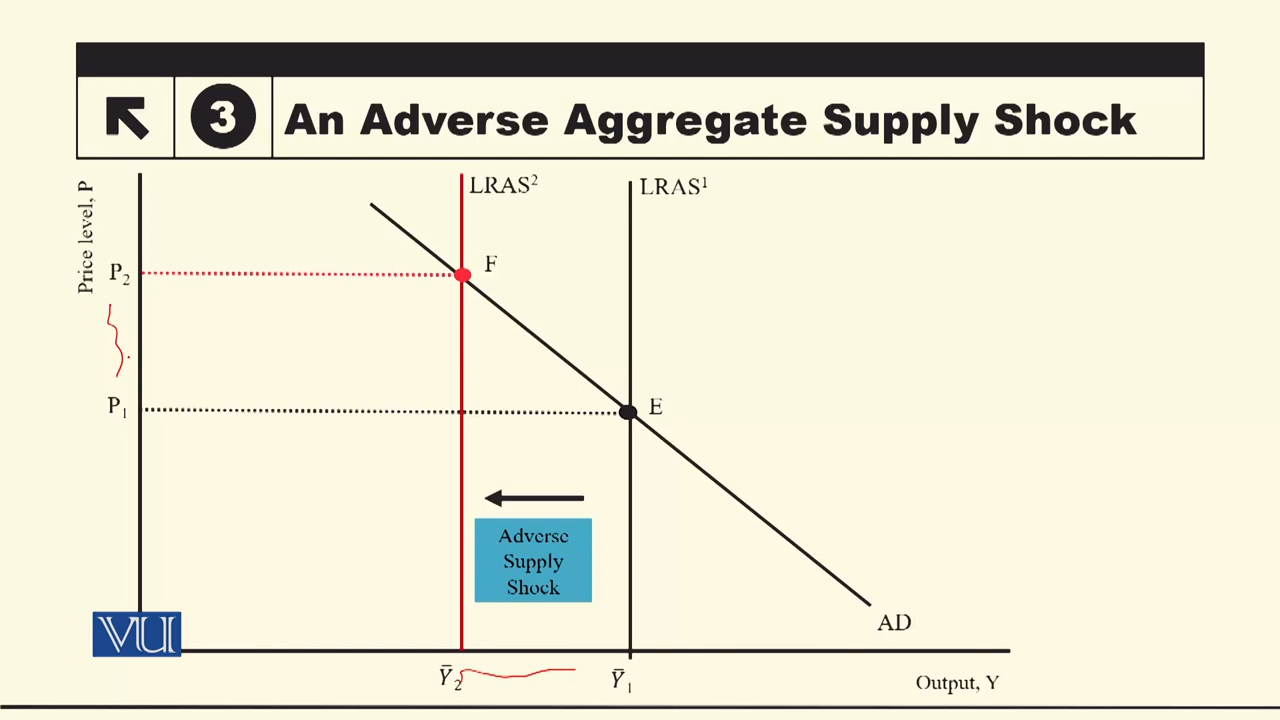 3 An Adverse Aggregate Supply Shock
Price level, P
LRAS²
LRAS¹
P₂
F
P₁
E
Adverse
Supply
Shock
AD
VU
Ȳ₂
Ȳ₁
Output, Y